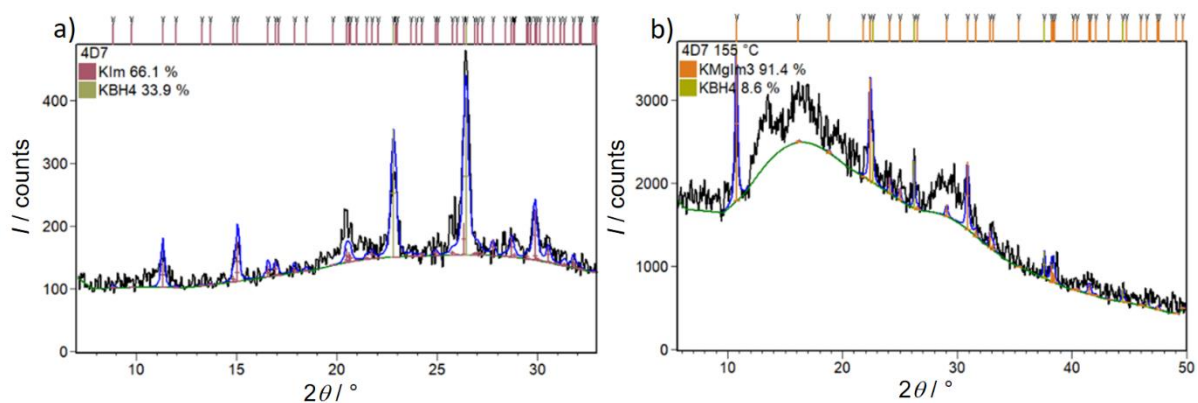 a)
4D7
KIm 66.1 %
KBH4 33.9 %
400
300
200
100
0
I / counts
10 15 20 25 30
2θ / °
b)
4D7 155 °C
KMgIm3 91.4 %
KBH4 8.6 %
3000
2000
1000
0
I / counts
10 20 30 40 50
2θ / °